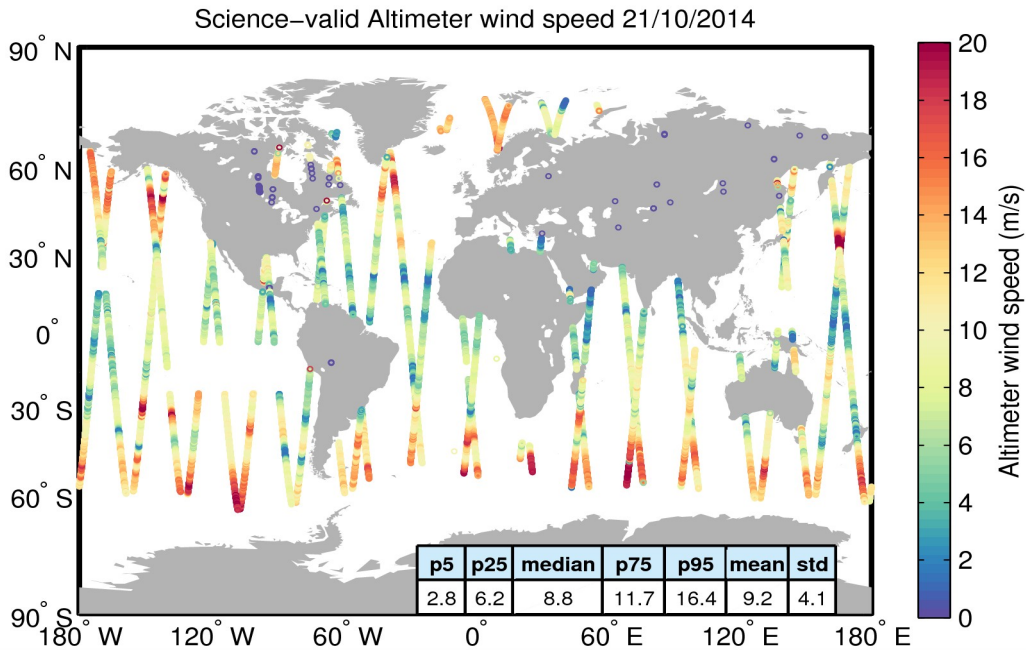 Science-valid Altimeter wind speed 21/10/2014
90° N
60° N
30° N
0°
30° S
60° S
90° S
180° W
120° W
60° W
0°
60° E
120° E
180° E
p5 p25 median p75 p95 mean std
2.8 6.2 8.8 11.7 16.4 9.2 4.1
20
18
16
14
12
10
8
6
4
2
0
Altimeter wind speed (m/s)